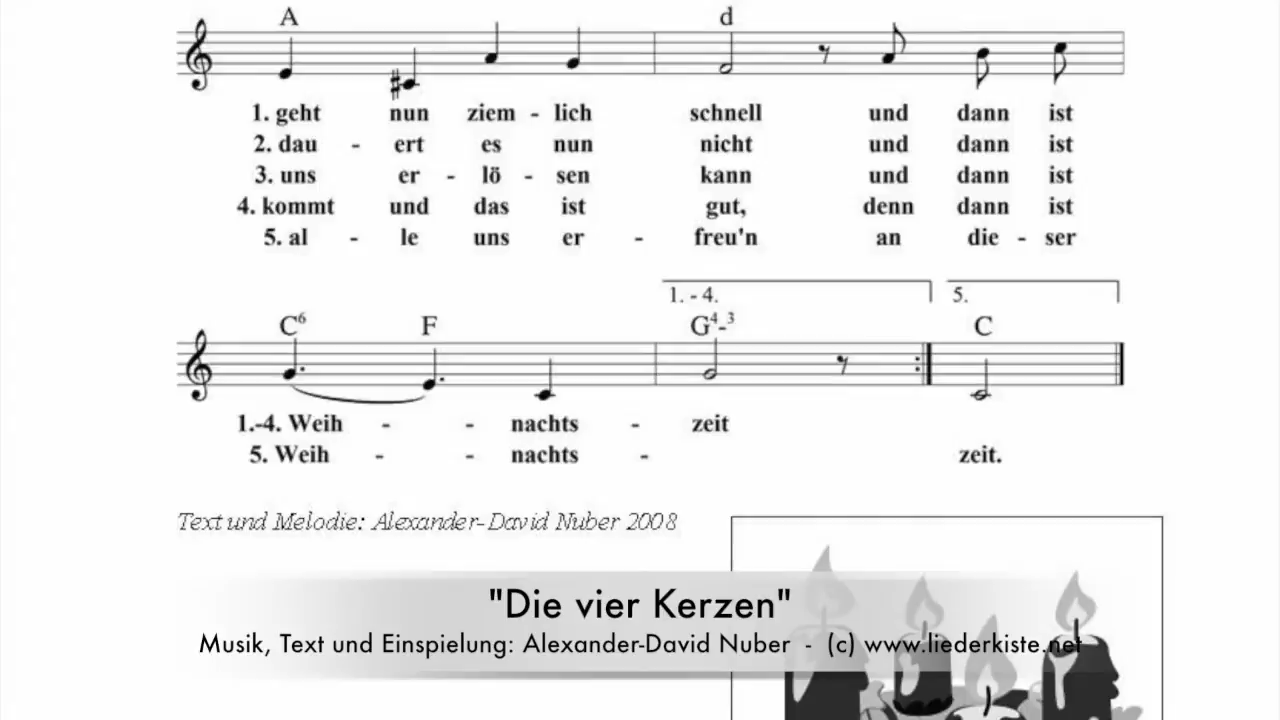 A d
1. geht nun ziem - lich schnell und dann ist
2. dau - ert es nun nicht und dann ist
3. uns er - lö - sen kann und dann ist
4. kommt und das ist gut, denn dann ist
5. al - le uns er - freu'n an die - ser
1. - 4. 5.
C6 F G4-3 C
1.-4. Weih - - nachts - zeit
5. Weih - - nachts - zeit.
Text und Melodie: Alexander-David Nuber 2008
"Die vier Kerzen"
Musik, Text und Einspielung: Alexander-David Nuber - (c) www.liederkiste.net